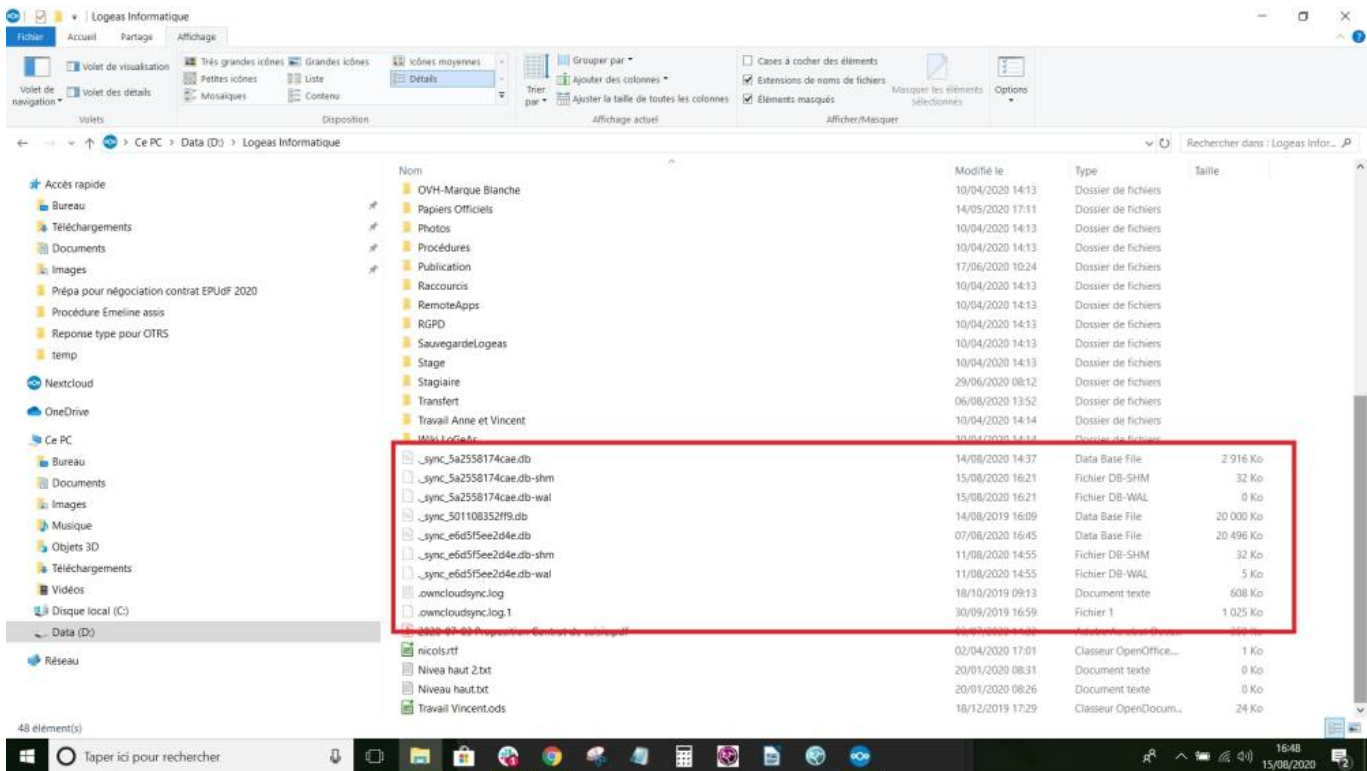 Logeas Informatique
Fichier Accueil Partage Affichage
Volet de navigation
Volet de visualisation
Volet des détails
Volets
Très grandes icônes Grandes icônes Icônes moyennes
Petites icônes Liste Détails
Mosaïques Contenu
Disposition
Trier par
Grouper par
Ajouter des colonnes
Ajuster la taille de toutes les colonnes
Affichage actuel
Cases à cocher des éléments
Extensions de noms de fichiers
Éléments masqués
Masquer les éléments sélectionnés
Afficher/Masquer
Options
Ce PC > Data (D:) > Logeas Informatique
Rechercher dans : Logeas Infor...
Accès rapide
Bureau
Téléchargements
Documents
Images
Prépa pour négociation contrat EPUdF 2020
Procédure Emeline assis
Reponse type pour OTRS
temp
Nextcloud
OneDrive
Ce PC
Bureau
Documents
Images
Musique
Objets 3D
Téléchargements
Vidéos
Disque local (C:)
Data (D:)
Réseau
Nom Modifié le Type Taille
OVH-Marque Blanche 10/04/2020 14:13 Dossier de fichiers
Papiers Officiels 14/05/2020 17:11 Dossier de fichiers
Photos 10/04/2020 14:13 Dossier de fichiers
Procédures 10/04/2020 14:13 Dossier de fichiers
Publication 17/06/2020 10:24 Dossier de fichiers
Raccourcis 10/04/2020 14:13 Dossier de fichiers
RemoteApps 10/04/2020 14:13 Dossier de fichiers
RGPD 10/04/2020 14:13 Dossier de fichiers
SauvegardeLogeas 10/04/2020 14:13 Dossier de fichiers
Stage 10/04/2020 14:13 Dossier de fichiers
Stagiaire 29/06/2020 08:12 Dossier de fichiers
Transfert 06/08/2020 13:52 Dossier de fichiers
Travail Anne et Vincent 10/04/2020 14:14 Dossier de fichiers
Wiki LoGeAs 10/04/2020 14:14 Dossier de fichiers
._sync_5a2558174cae.db 14/08/2020 14:37 Data Base File 2 916 Ko
._sync_5a2558174cae.db-shm 15/08/2020 16:21 Fichier DB-SHM 32 Ko
._sync_5a2558174cae.db-wal 15/08/2020 16:21 Fichier DB-WAL 0 Ko
._sync_501108352ff9.db 14/08/2019 16:09 Data Base File 20 000 Ko
._sync_e6d5f5ee2d4e.db 07/08/2020 16:45 Data Base File 20 496 Ko
._sync_e6d5f5ee2d4e.db-shm 11/08/2020 14:55 Fichier DB-SHM 32 Ko
._sync_e6d5f5ee2d4e.db-wal 11/08/2020 14:55 Fichier DB-WAL 5 Ko
.owncloudsync.log 18/10/2019 09:13 Document texte 608 Ko
.owncloudsync.log.1 30/09/2019 16:59 Fichier 1 1 025 Ko
nicols.rtf 02/04/2020 17:01 Classeur OpenOffice.... 1 Ko
Nivea haut 2.txt 20/01/2020 08:31 Document texte 0 Ko
Niveau haut.txt 20/01/2020 08:26 Document texte 0 Ko
Travail Vincent.ods 18/12/2019 17:29 Classeur OpenDocum... 24 Ko
48 élément(s)
Taper ici pour rechercher
16:48
15/08/2020